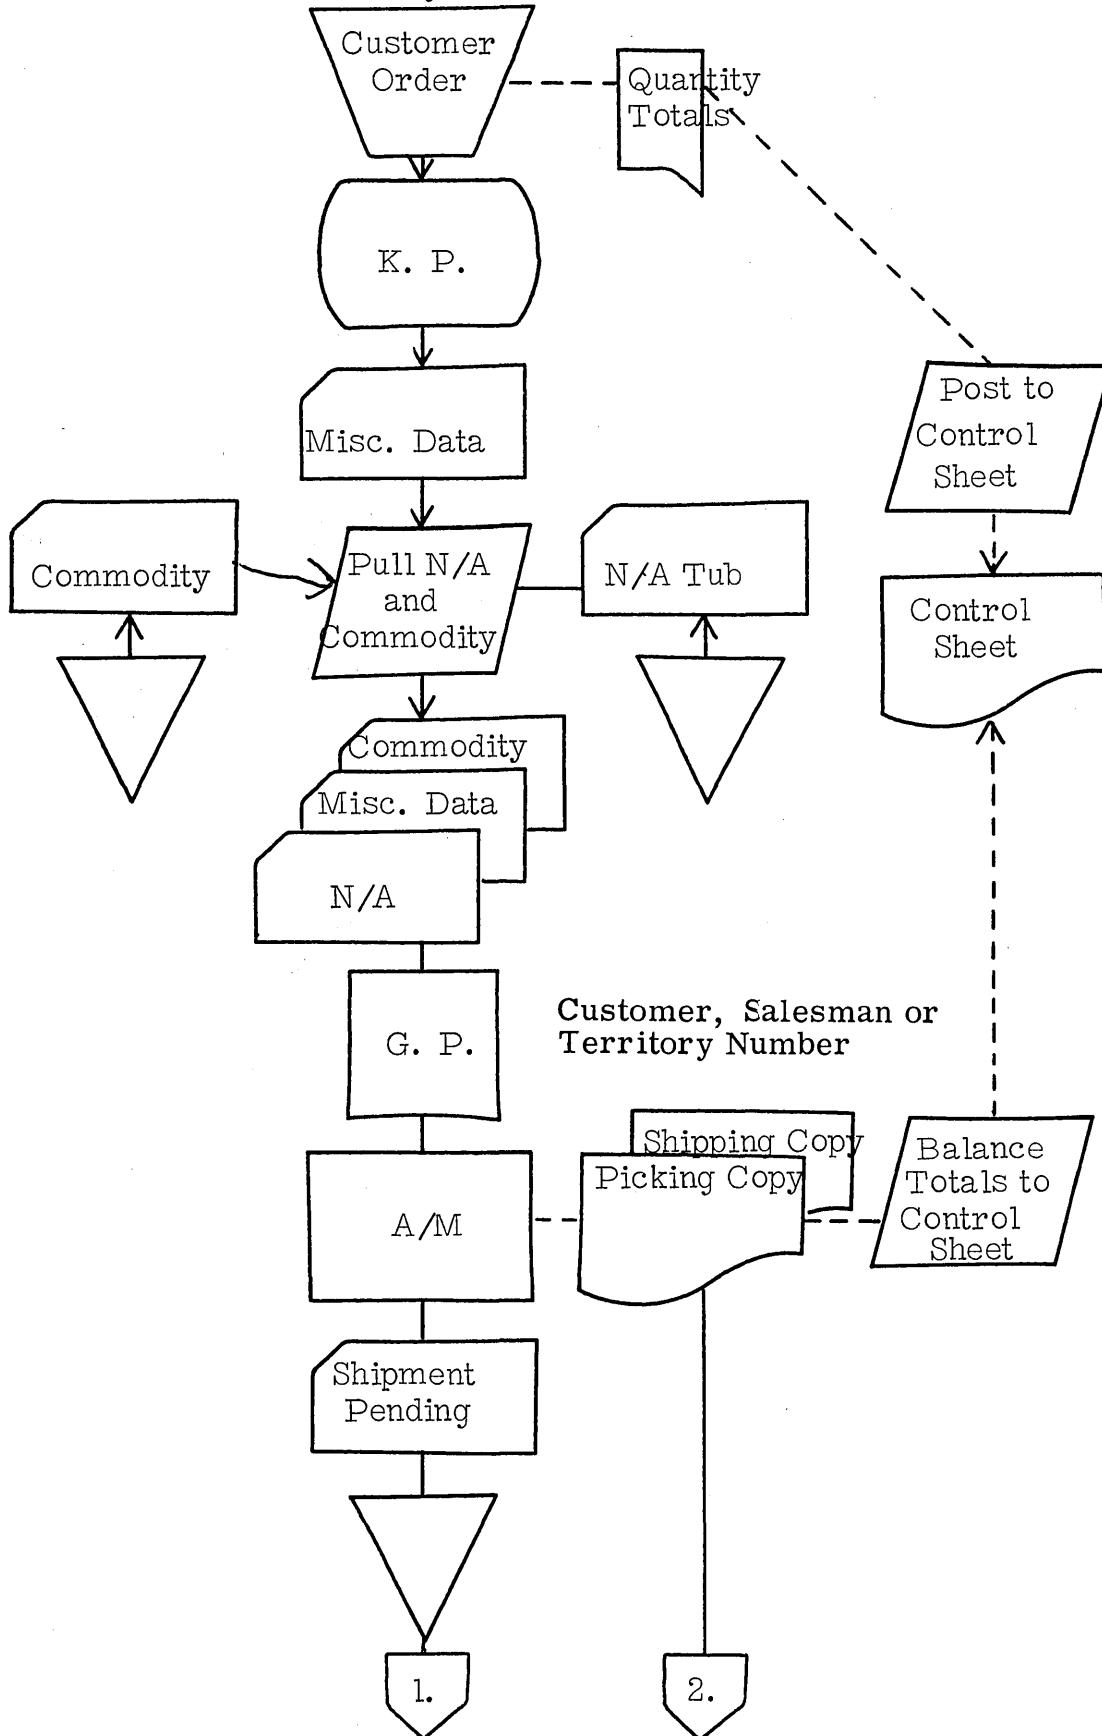 Customer
Order
Quantity
Totals
K. P.
Misc. Data
Post to
Control
Sheet
Commodity
Pull N/A
and
Commodity
N/A Tub
Control
Sheet
Commodity
Misc. Data
N/A
G. P.
Customer, Salesman or
Territory Number
A/M
Shipping Copy
Picking Copy
Balance
Totals to
Control
Sheet
Shipment
Pending
1.
2.